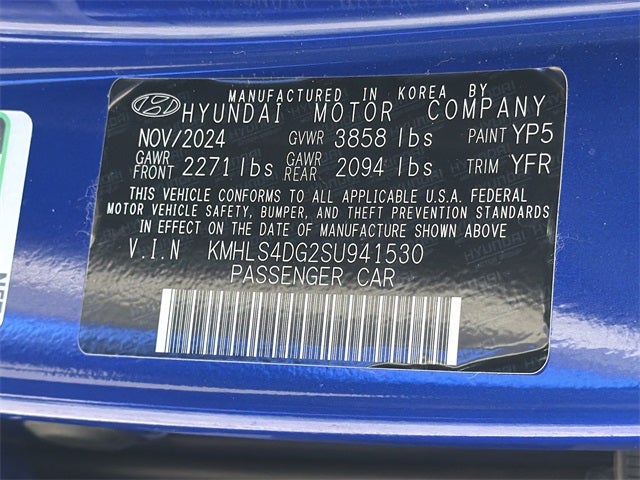 MANUFACTURED IN KOREA BY
HYUNDAI MOTOR COMPANY
NOV/2024 GVWR 3858 lbs PAINT YP5
GAWR FRONT 2271 lbs GAWR REAR 2094 lbs TRIM YFR
THIS VEHICLE CONFORMS TO ALL APPLICABLE U.S.A. FEDERAL
MOTOR VEHICLE SAFETY, BUMPER, AND THEFT PREVENTION STANDARDS
IN EFFECT ON THE DATE OF MANUFACTURE SHOWN ABOVE
V.I.N KMHLS4DG2SU941530
PASSENGER CAR